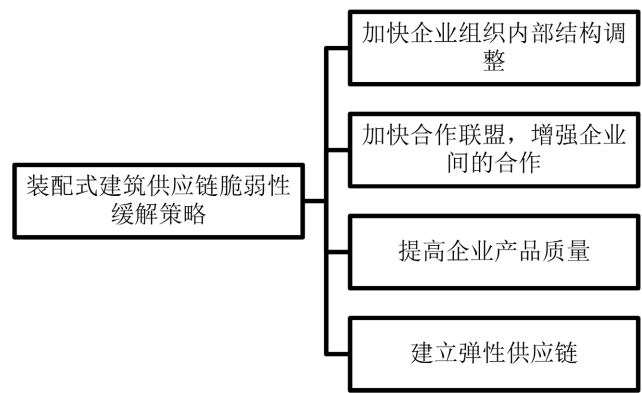 加快企业组织内部结构调
整
加快合作联盟，增强企业
间的合作
装配式建筑供应链脆弱性
缓解策略
提高企业产品质量
建立弹性供应链